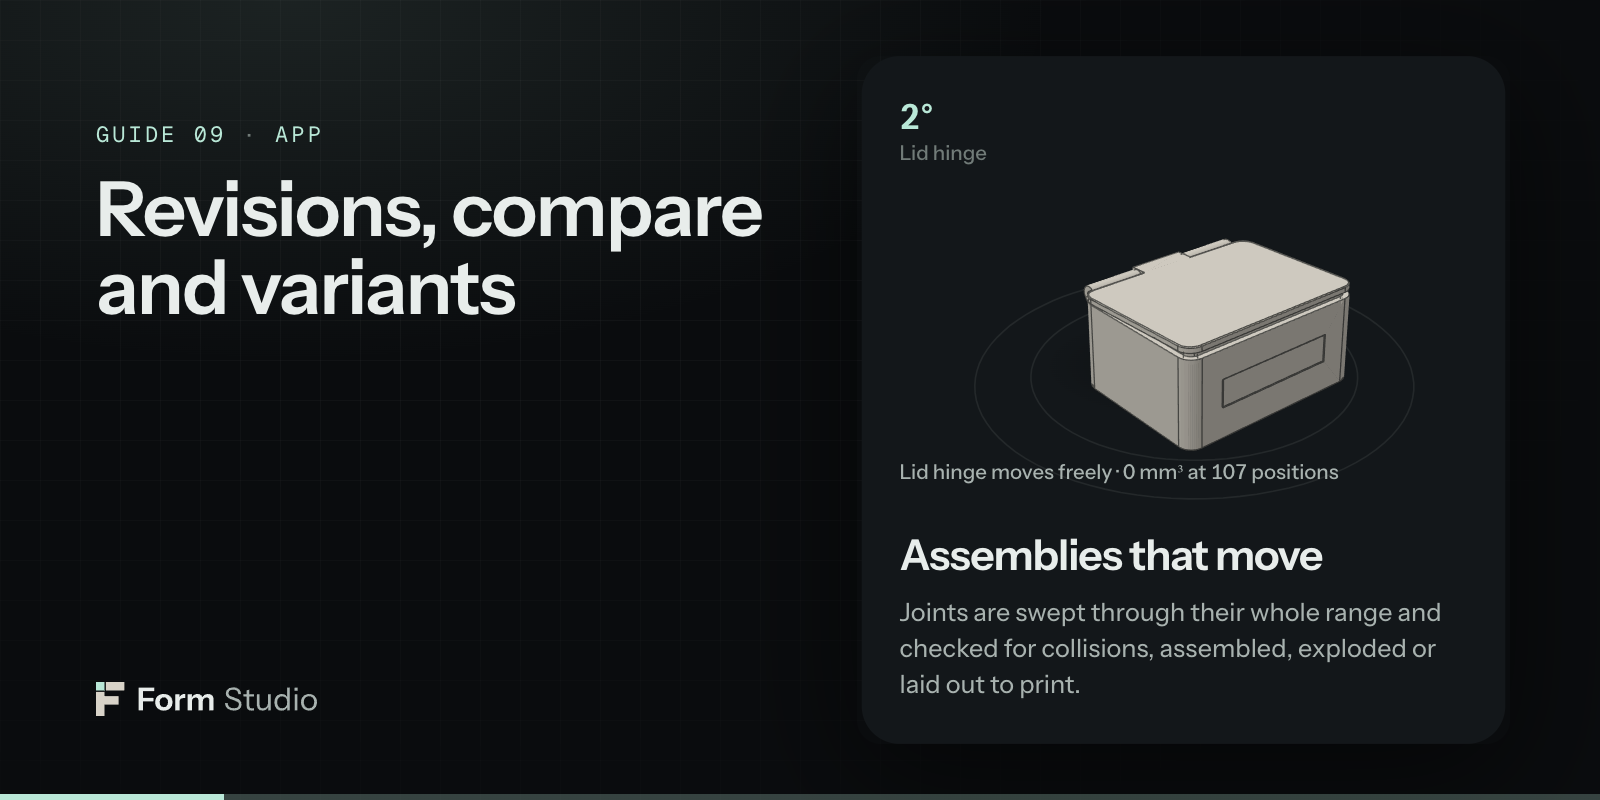 GUIDE 09 · APP
Revisions, compare
and variants
Form Studio
2°
Lid hinge
Lid hinge moves freely · 0 mm³ at 107 positions
Assemblies that move
Joints are swept through their whole range and
checked for collisions, assembled, exploded or
laid out to print.